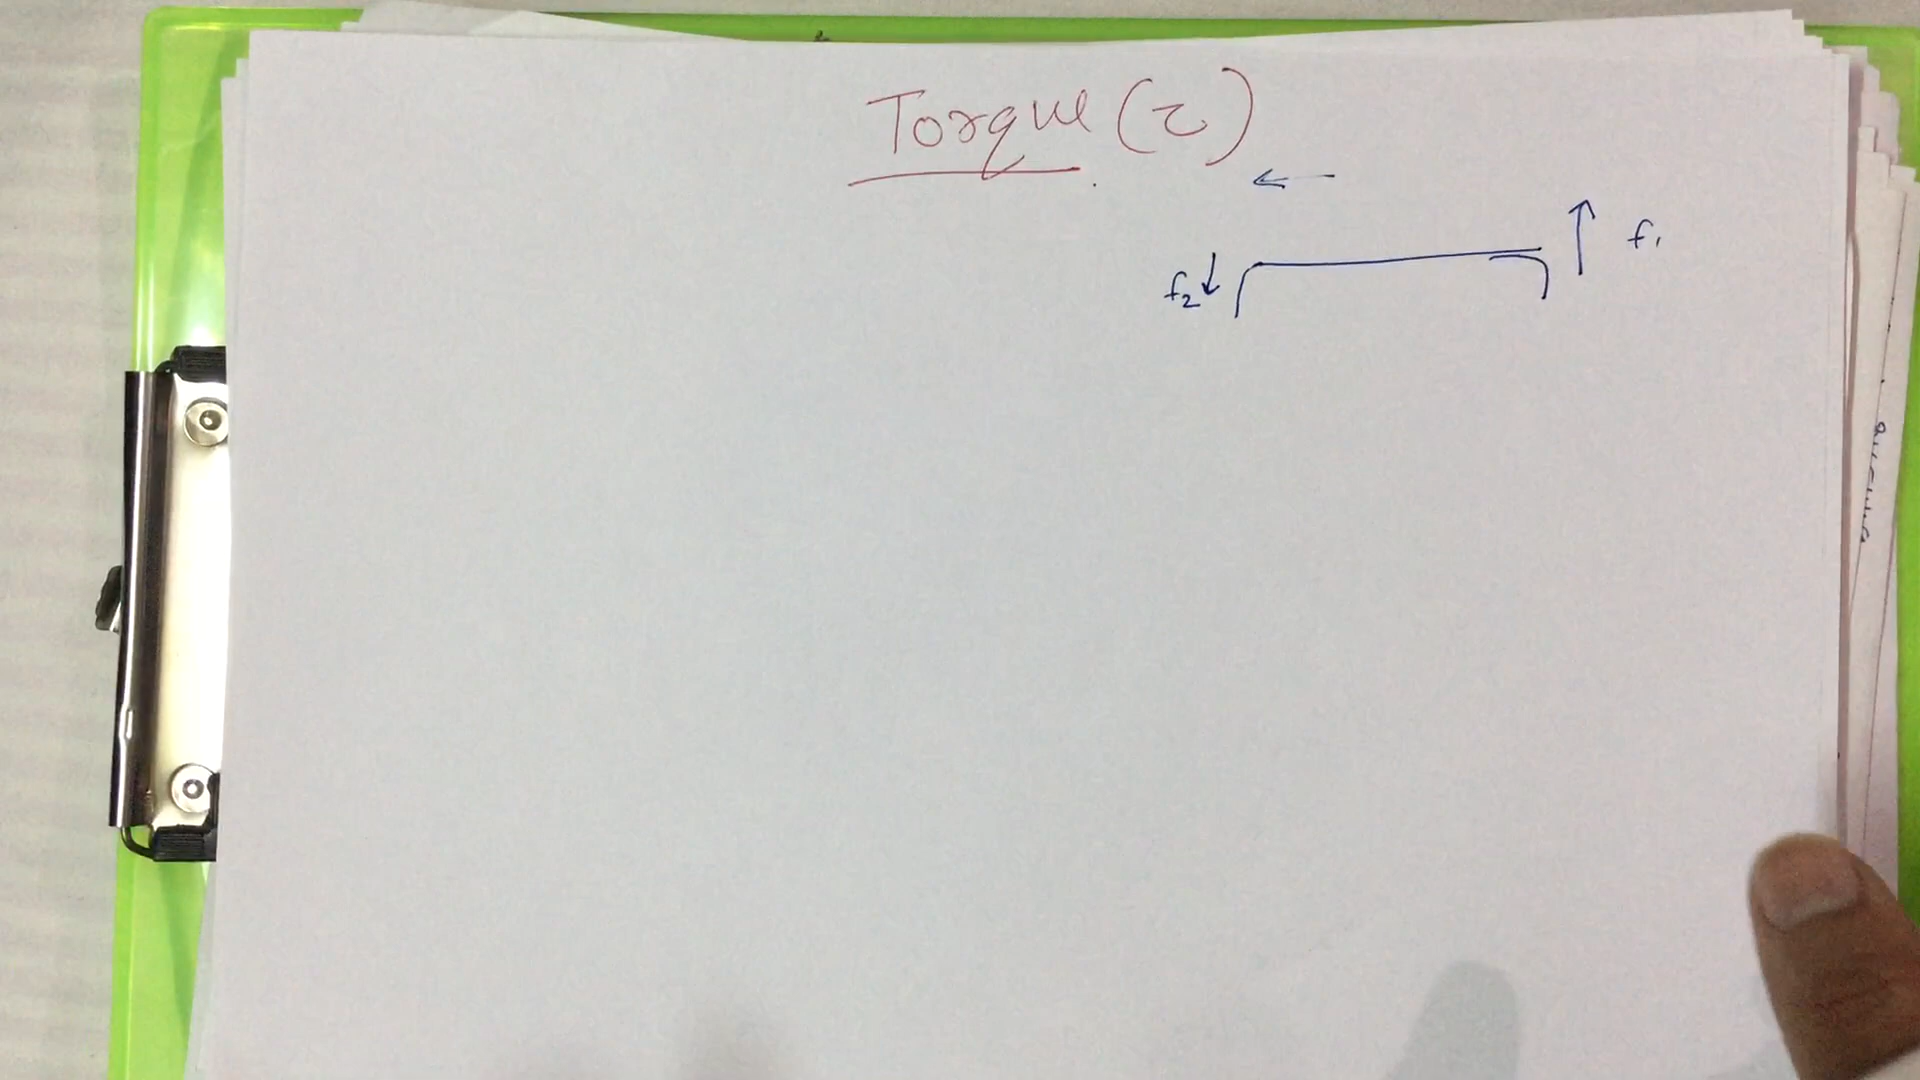 Torque (τ)
f₁
f₂